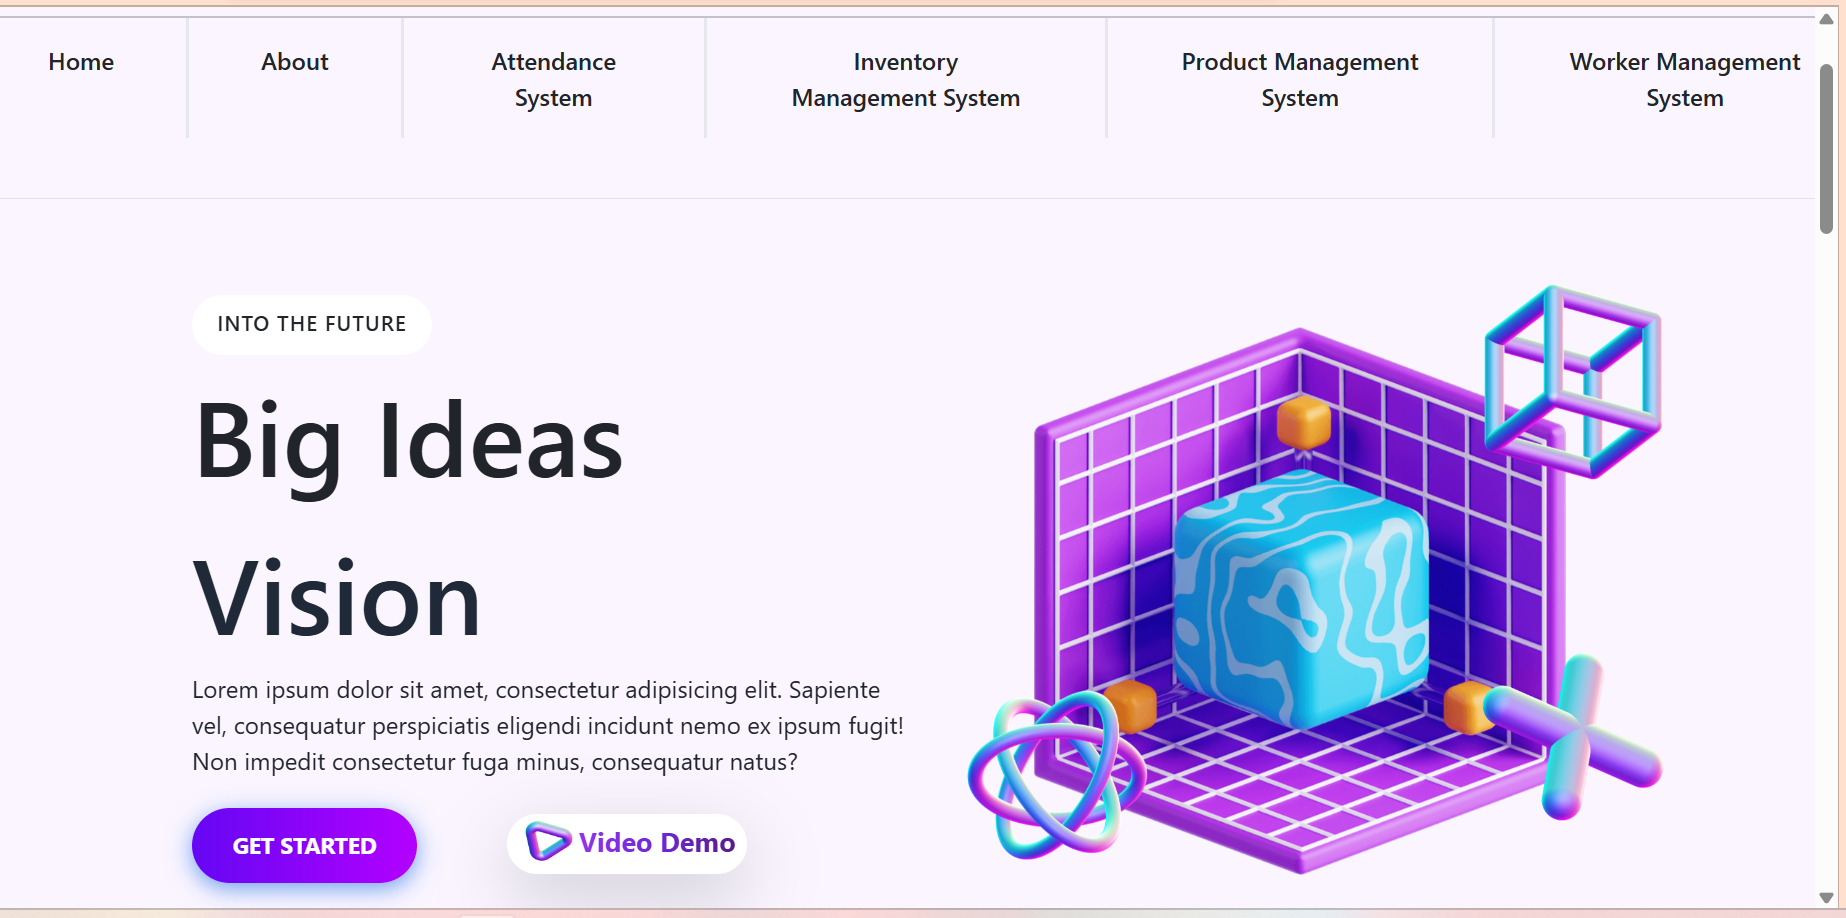 Home
About
Attendance
System
Inventory
Management System
Product Management
System
Worker Management
System
INTO THE FUTURE
Big Ideas
Vision
Lorem ipsum dolor sit amet, consectetur adipisicing elit. Sapiente
vel, consequatur perspiciatis eligendi incidunt nemo ex ipsum fugit!
Non impedit consectetur fuga minus, consequatur natus?
GET STARTED
Video Demo